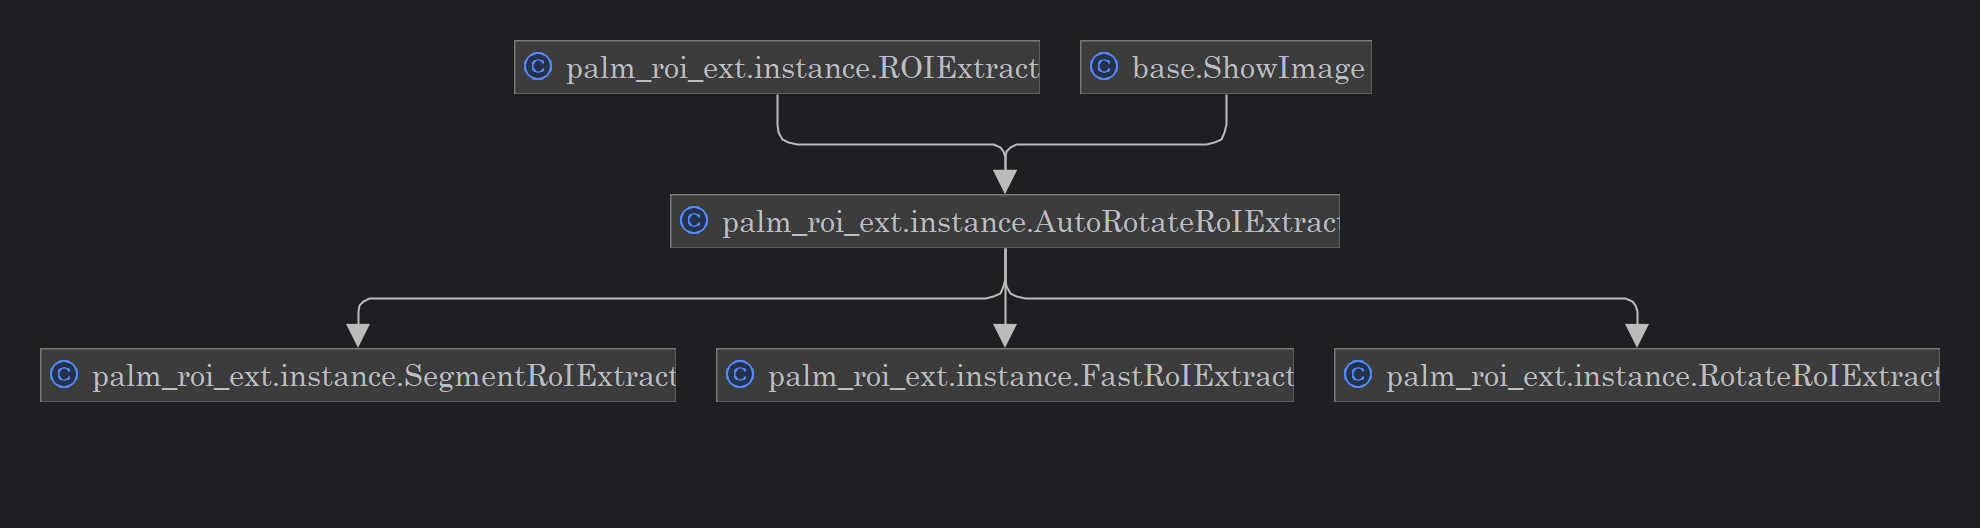 C palm_roi_ext.instance.ROIExtract
C base.ShowImage
C palm_roi_ext.instance.AutoRotateRoIExtract
C palm_roi_ext.instance.SegmentRoIExtract
C palm_roi_ext.instance.FastRoIExtract
C palm_roi_ext.instance.RotateRoIExtract